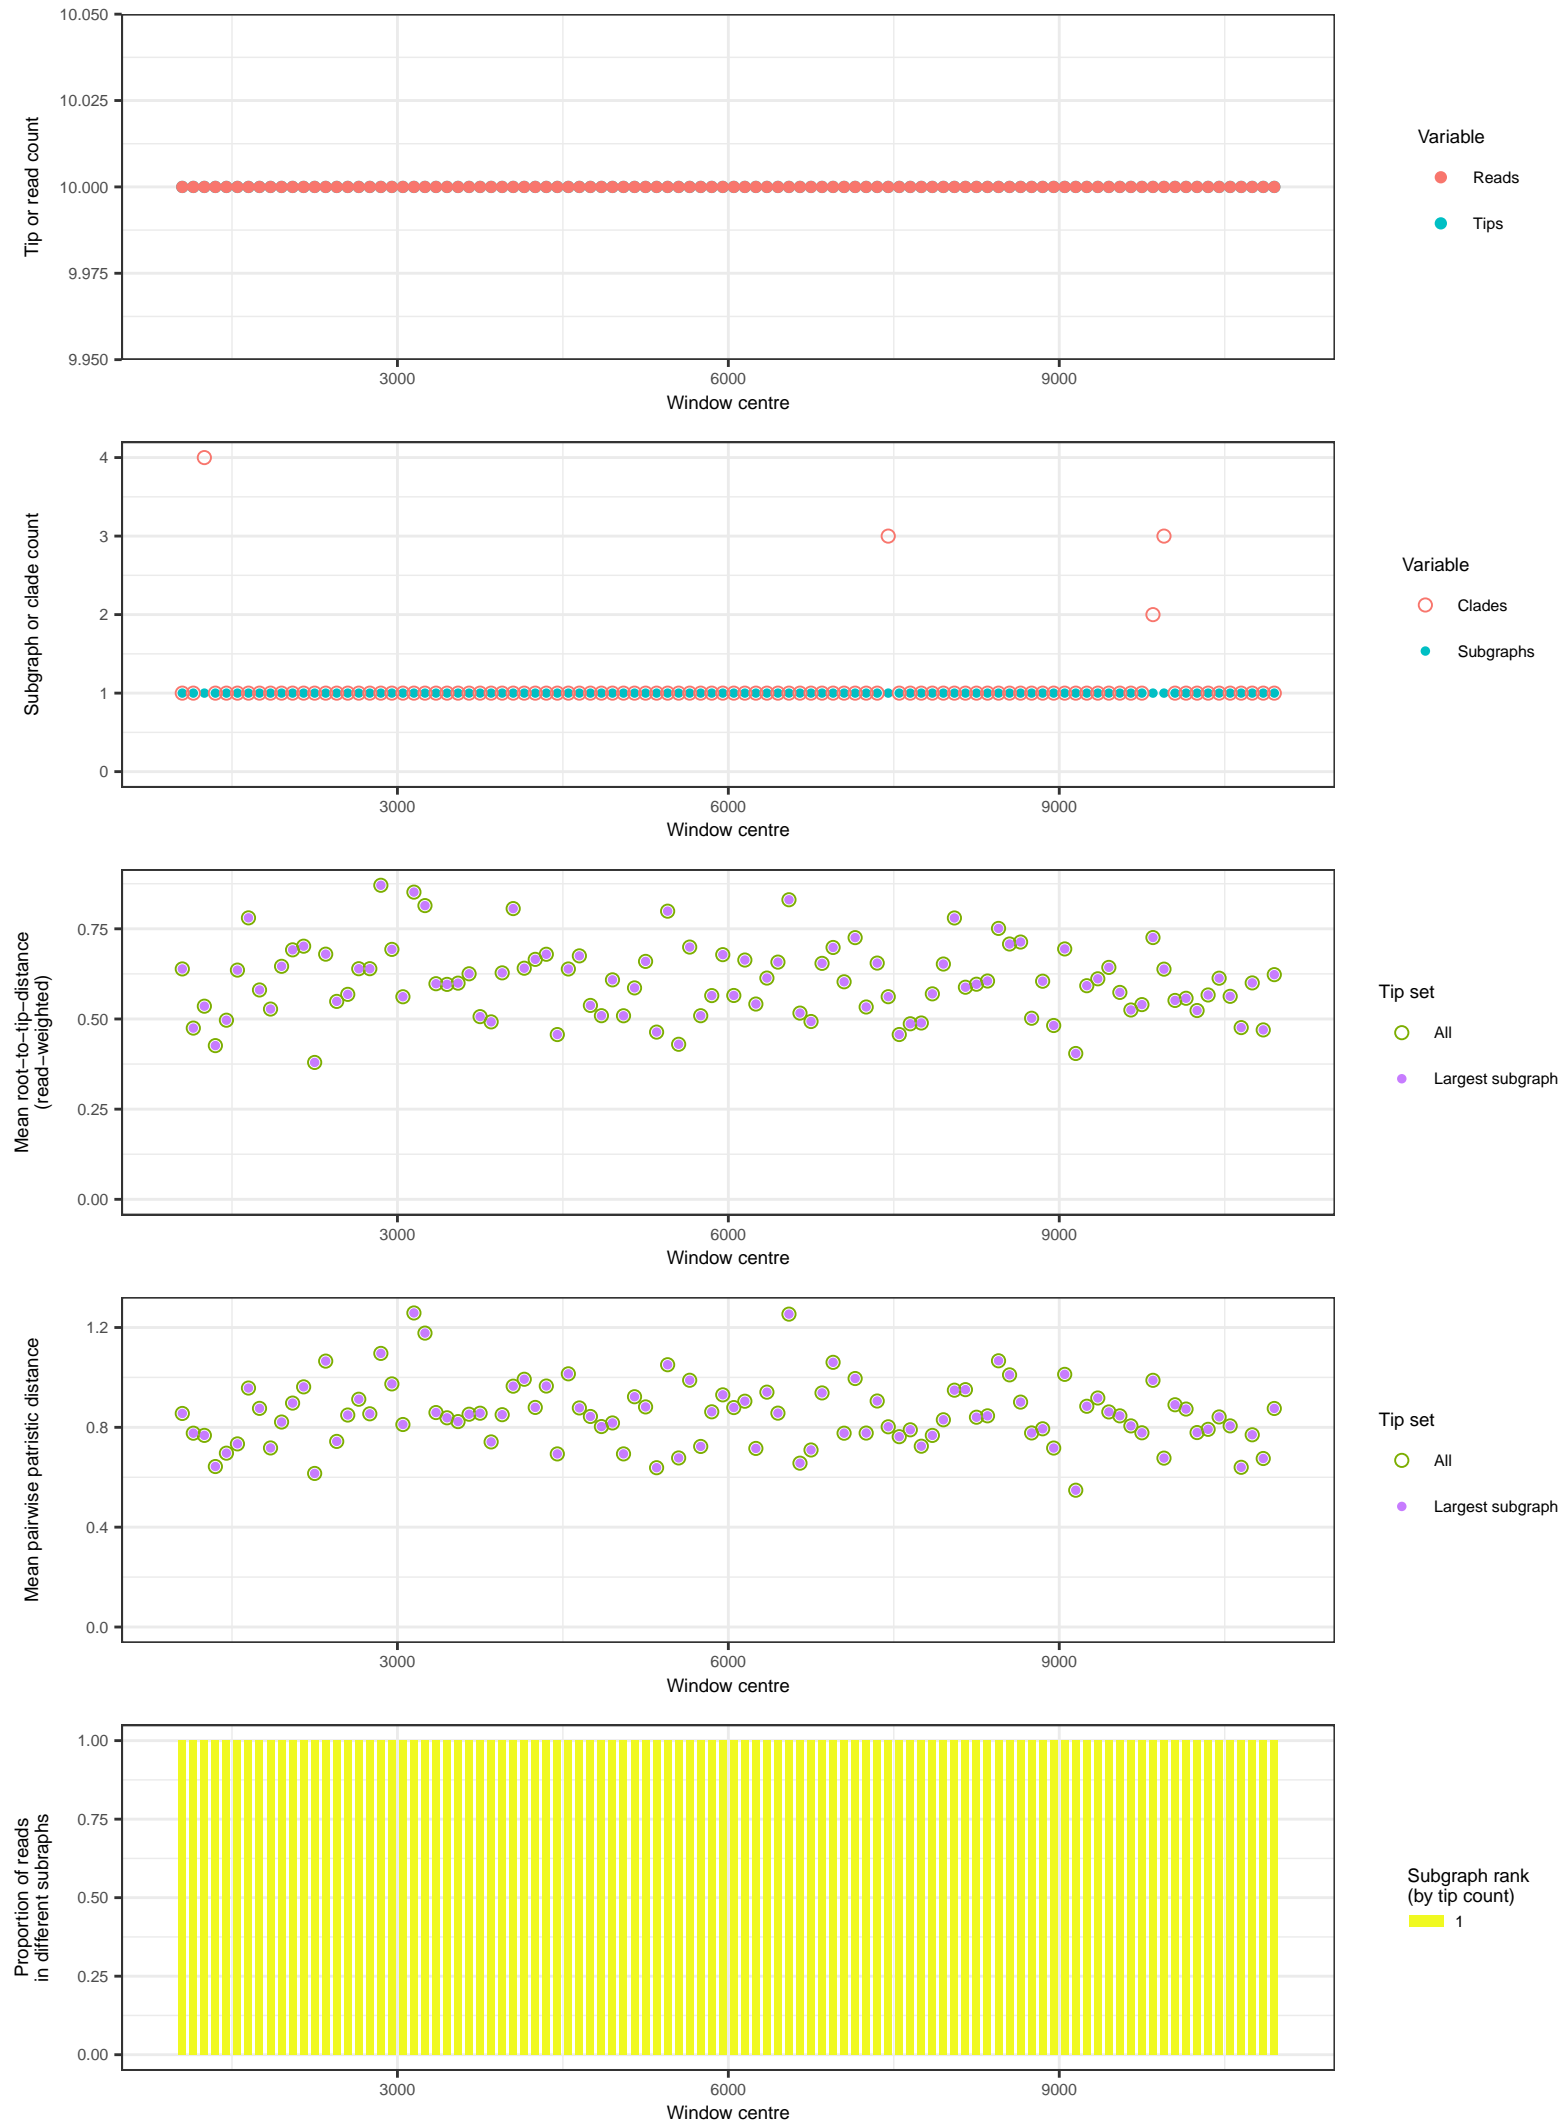 10.050
10.025
10.000
9.975
9.950
Tip or read count
3000
6000
9000
Window centre
Variable
Reads
Tips
4
3
2
1
0
Subgraph or clade count
3000
6000
9000
Window centre
Variable
Clades
Subgraphs
0.75
0.50
0.25
0.00
Mean root−to−tip−distance
(read−weighted)
3000
6000
9000
Window centre
Tip set
All
Largest subgraph
1.2
0.8
0.4
0.0
Mean pairwise patristic distance
3000
6000
9000
Window centre
Tip set
All
Largest subgraph
1.00
0.75
0.50
0.25
0.00
Proportion of reads
in different subraphs
3000
6000
9000
Window centre
Subgraph rank
(by tip count)
1